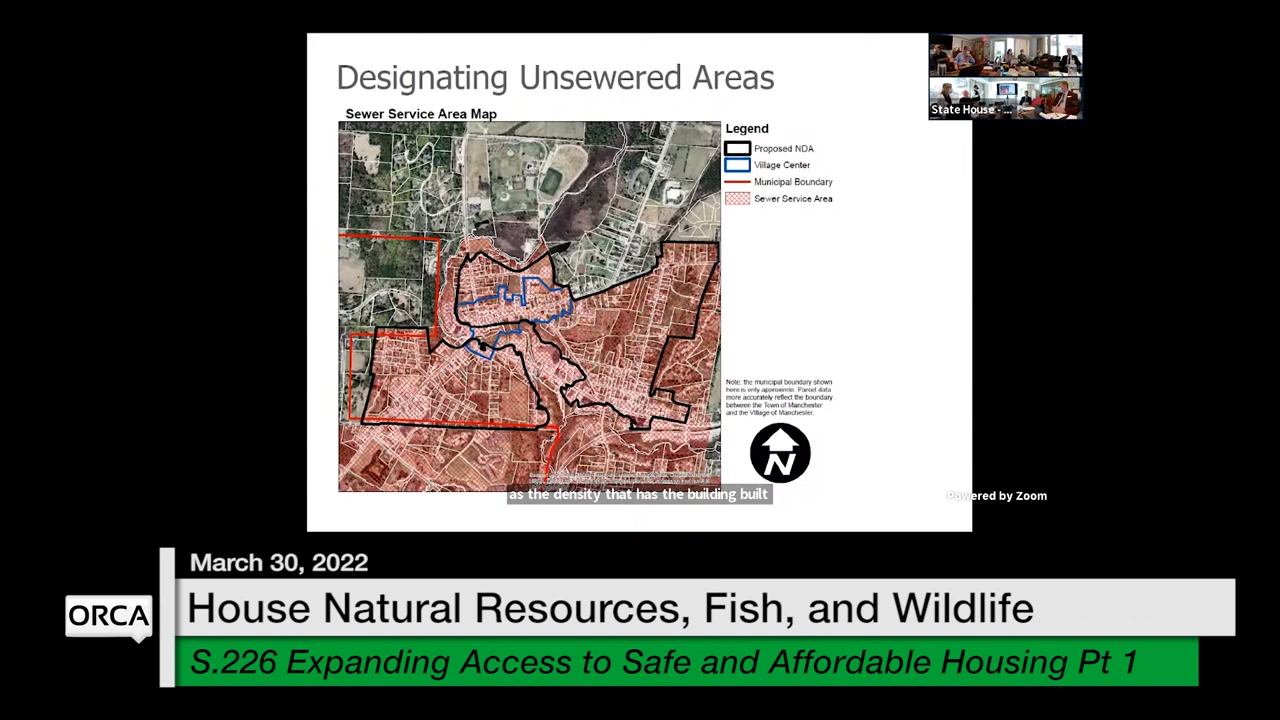 Designating Unsewered Areas
Sewer Service Area Map
Legend
Proposed NDA
Village Center
Municipal Boundary
Sewer Service Area
Note: the municipal boundary shown
here is only approximate. Parcel data
more accurately reflect the boundary
between the Town of Manchester
and the Village of Manchester.
N
State House - ...
as the density that has the building built
Powered by Zoom
March 30, 2022
ORCA
House Natural Resources, Fish, and Wildlife
S.226 Expanding Access to Safe and Affordable Housing Pt 1